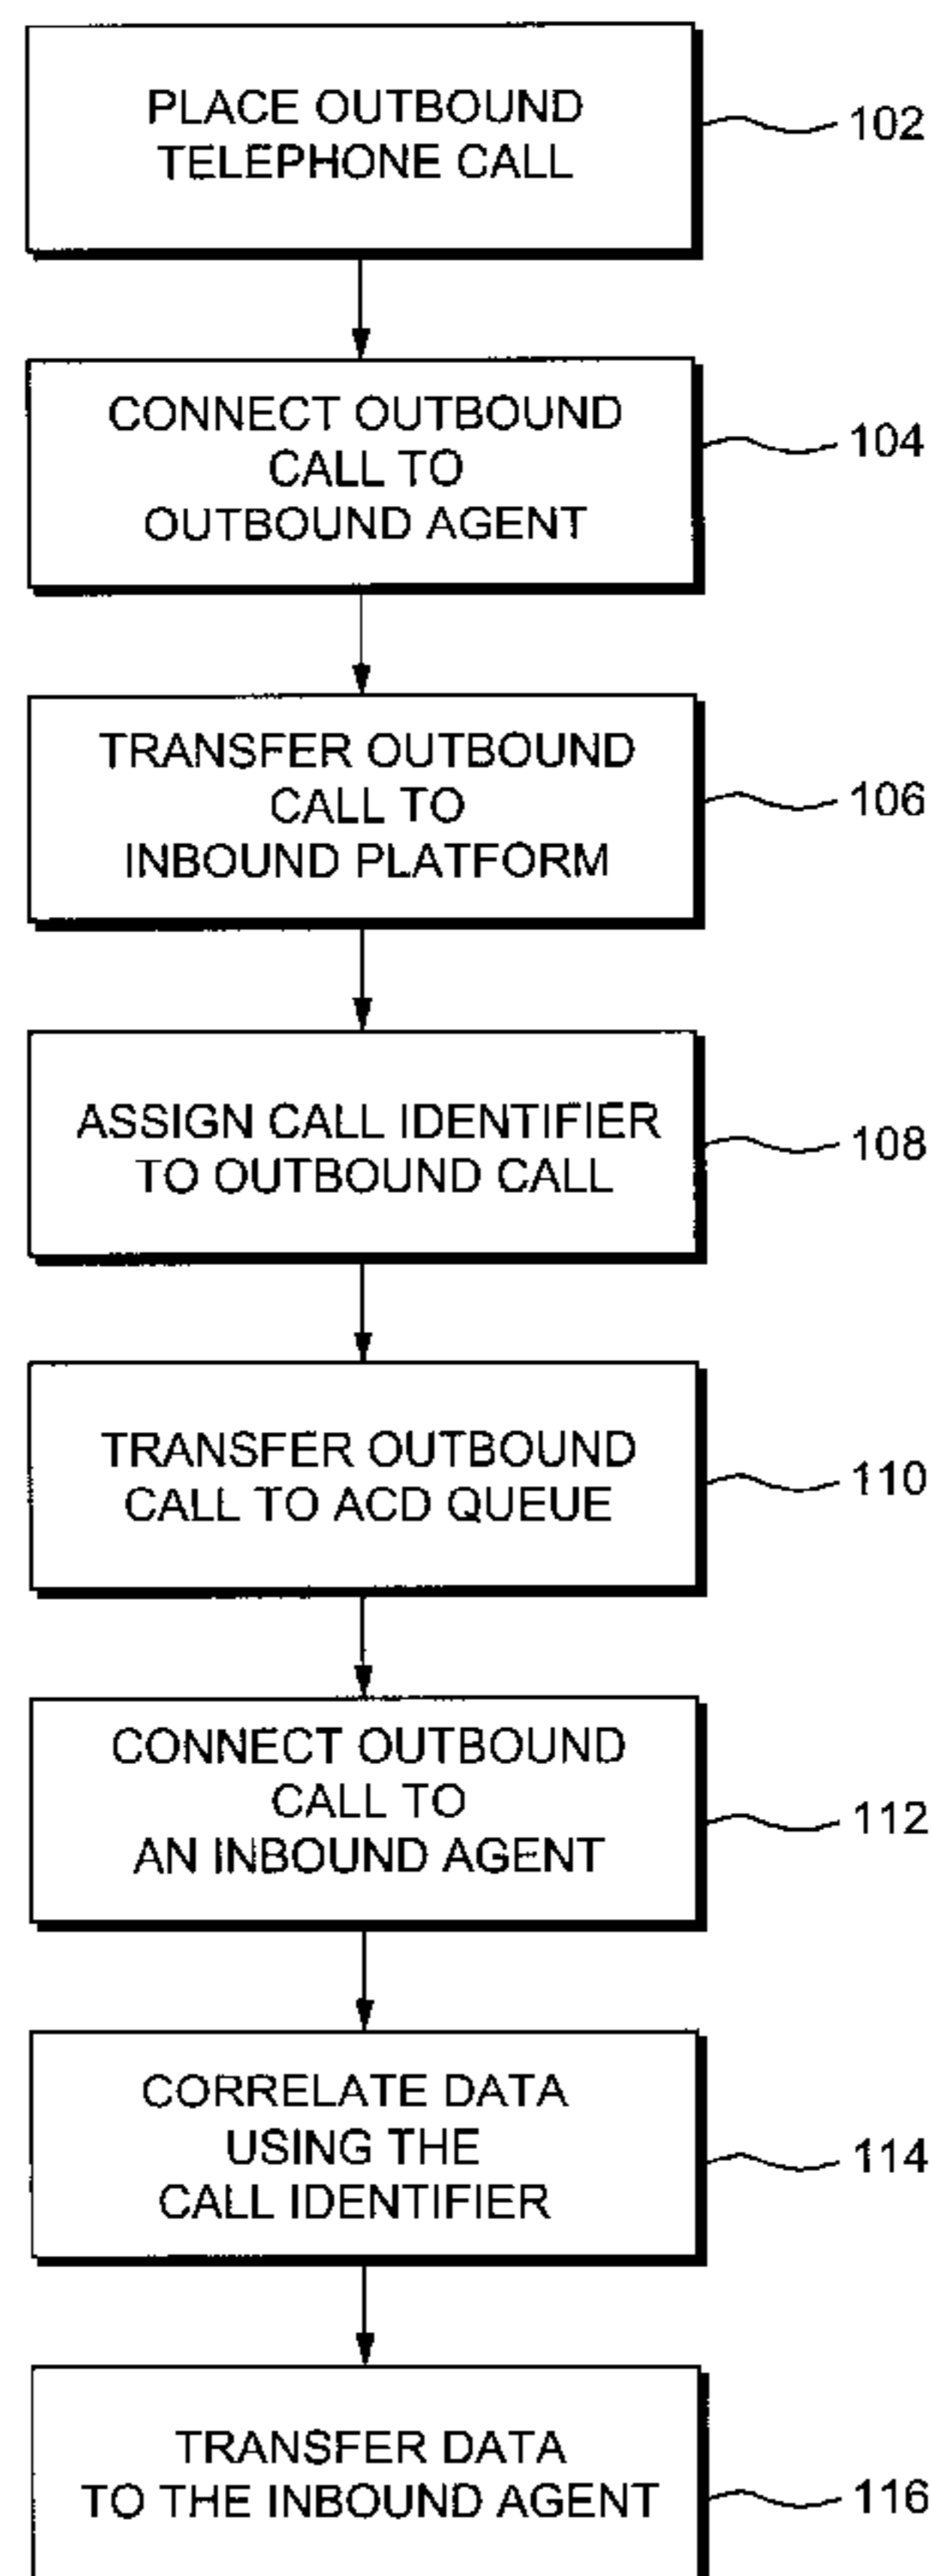 PLACE OUTBOUND
TELEPHONE CALL
102
CONNECT OUTBOUND
CALL TO
OUTBOUND AGENT
104
TRANSFER OUTBOUND
CALL TO
INBOUND PLATFORM
106
ASSIGN CALL IDENTIFIER
TO OUTBOUND CALL
108
TRANSFER OUTBOUND
CALL TO ACD QUEUE
110
CONNECT OUTBOUND
CALL TO
AN INBOUND AGENT
112
CORRELATE DATA
USING THE
CALL IDENTIFIER
114
TRANSFER DATA
TO THE INBOUND AGENT
116